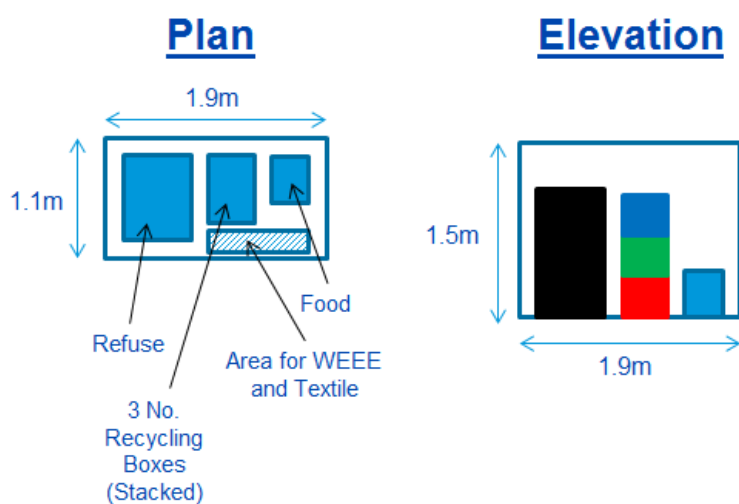 Plan
1.9m
1.1m
Refuse
3 No.
Recycling
Boxes
(Stacked)
Area for WEEE
and Textile
Food
Elevation
1.5m
1.9m